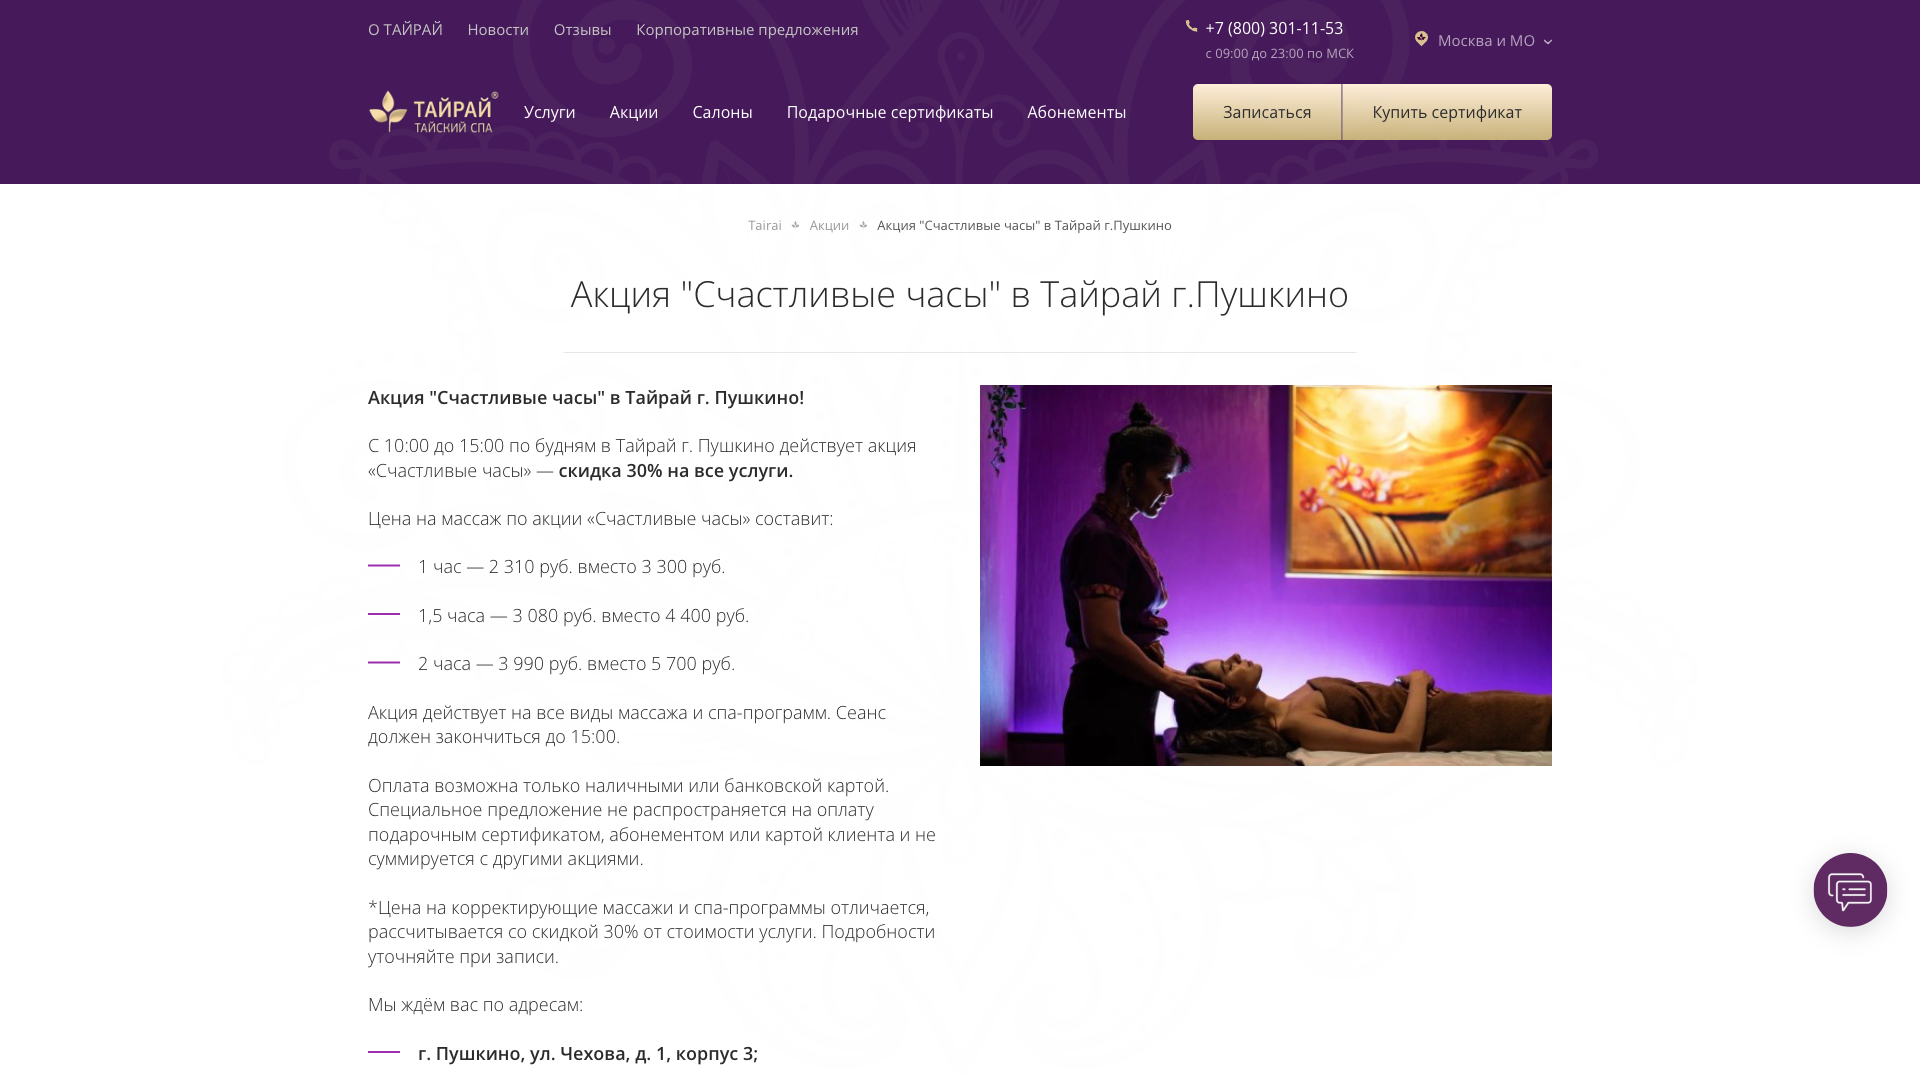 О ТАЙРАЙ Новости Отзывы Корпоративные предложения
+7 (800) 301-11-53
с 09:00 до 23:00 по МСК
Москва и МО
ТАЙРАЙ®
ТАЙСКИЙ СПА
Услуги Акции Салоны Подарочные сертификаты Абонементы
Записаться Купить сертификат
Tairai Акции Акция "Счастливые часы" в Тайрай г.Пушкино
Акция "Счастливые часы" в Тайрай г.Пушкино
Акция "Счастливые часы" в Тайрай г. Пушкино!
С 10:00 до 15:00 по будням в Тайрай г. Пушкино действует акция
«Счастливые часы» — скидка 30% на все услуги.
Цена на массаж по акции «Счастливые часы» составит:
1 час — 2 310 руб. вместо 3 300 руб.
1,5 часа — 3 080 руб. вместо 4 400 руб.
2 часа — 3 990 руб. вместо 5 700 руб.
Акция действует на все виды массажа и спа-программ. Сеанс
должен закончиться до 15:00.
Оплата возможна только наличными или банковской картой.
Специальное предложение не распространяется на оплату
подарочным сертификатом, абонементом или картой клиента и не
суммируется с другими акциями.
*Цена на корректирующие массажи и спа-программы отличается,
рассчитывается со скидкой 30% от стоимости услуги. Подробности
уточняйте при записи.
Мы ждём вас по адресам:
г. Пушкино, ул. Чехова, д. 1, корпус 3;